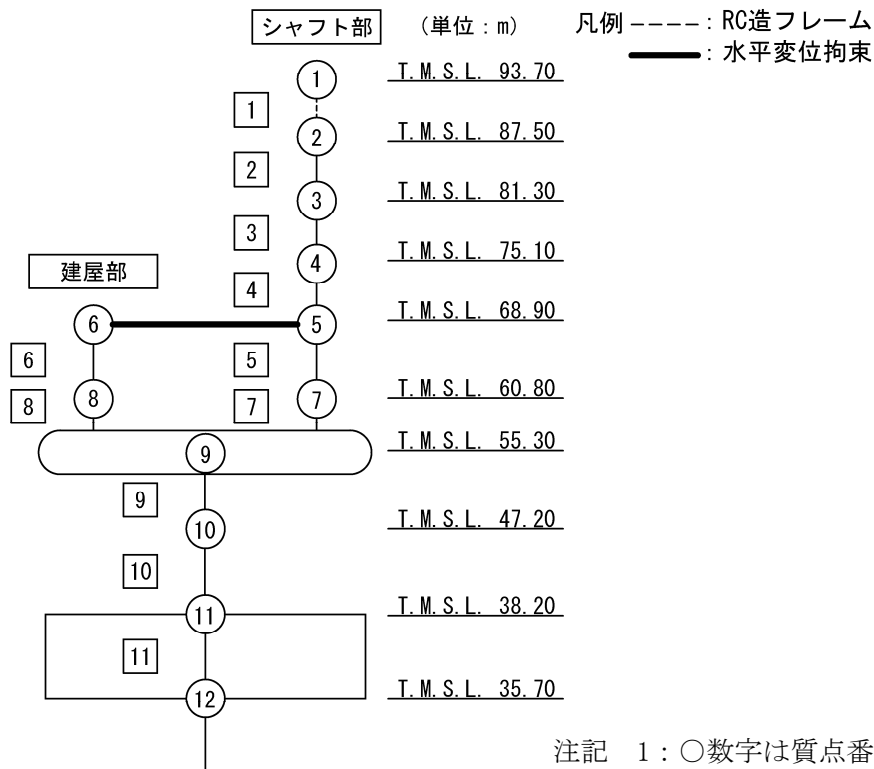 シャフト部 (単位:m) 凡例 ----:RC造フレーム
:水平変位拘束
① T.M.S.L. 93.70
1
② T.M.S.L. 87.50
2
③ T.M.S.L. 81.30
3
④ T.M.S.L. 75.10
建屋部
4
⑥ ⑤ T.M.S.L. 68.90
6 5
⑧ ⑦ T.M.S.L. 60.80
8 7
⑨ T.M.S.L. 55.30
9
⑩ T.M.S.L. 47.20
10
⑪ T.M.S.L. 38.20
11
⑫ T.M.S.L. 35.70
注記 1:○数字は質点番